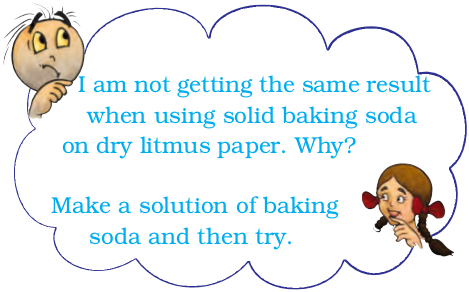 I am not getting the same result
when using solid baking soda
on dry litmus paper. Why?
Make a solution of baking
soda and then try.